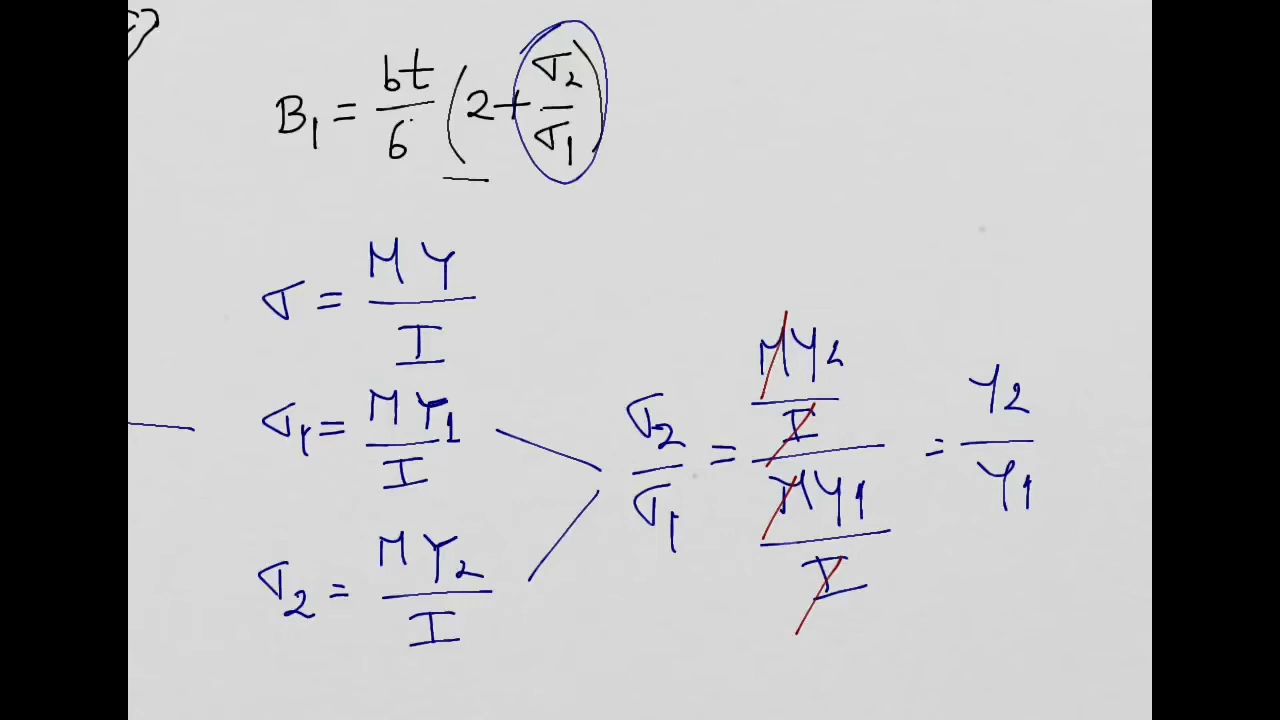 B₁ = bt/6 (2 + σ₂/σ₁)
σ = MY/I
σ₁ = MY₁/I
σ₂/σ₁ = (MY₂/I)/(MY₁/I) = Y₂/Y₁
σ₂ = MY₂/I